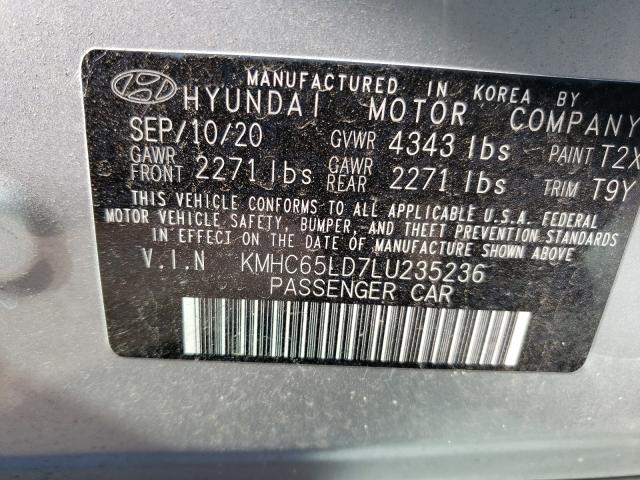 MANUFACTURED IN KOREA BY
HYUNDAI MOTOR COMPANY
SEP/10/20 GVWR 4343 lbs PAINT T2X
GAWR FRONT 2271 lbs GAWR REAR 2271 lbs TRIM T9Y
THIS VEHICLE CONFORMS TO ALL APPLICABLE U.S.A. FEDERAL
MOTOR VEHICLE SAFETY, BUMPER, AND THEFT PREVENTION STANDARDS
IN EFFECT ON THE DATE OF MANUFACTURE SHOWN ABOVE
V.I.N KMHC65LD7LU235236
PASSENGER CAR